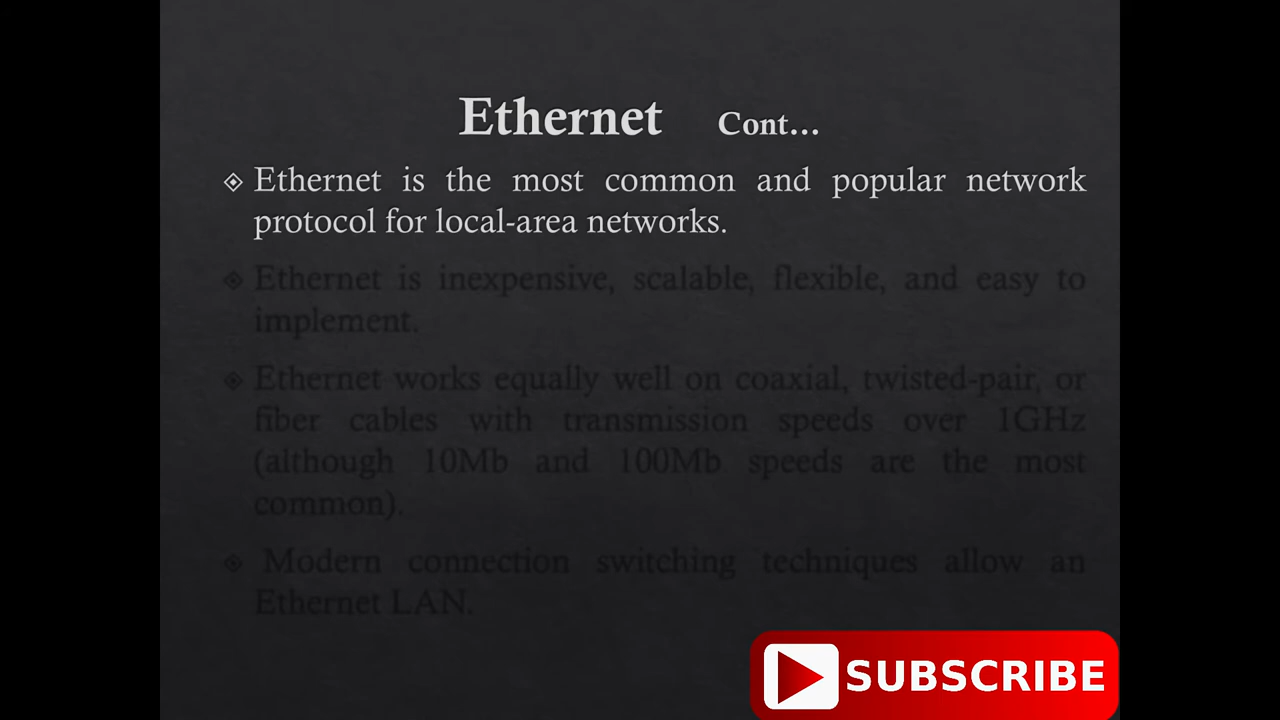 Ethernet Cont...
Ethernet is the most common and popular network
protocol for local-area networks.
Ethernet is inexpensive, scalable, flexible, and easy to
implement.
Ethernet works equally well on coaxial, twisted-pair, or
fiber cables with transmission speeds over 1GHz
(although 10Mb and 100Mb speeds are the most
common).
Modern connection switching techniques allow an
Ethernet LAN.
SUBSCRIBE